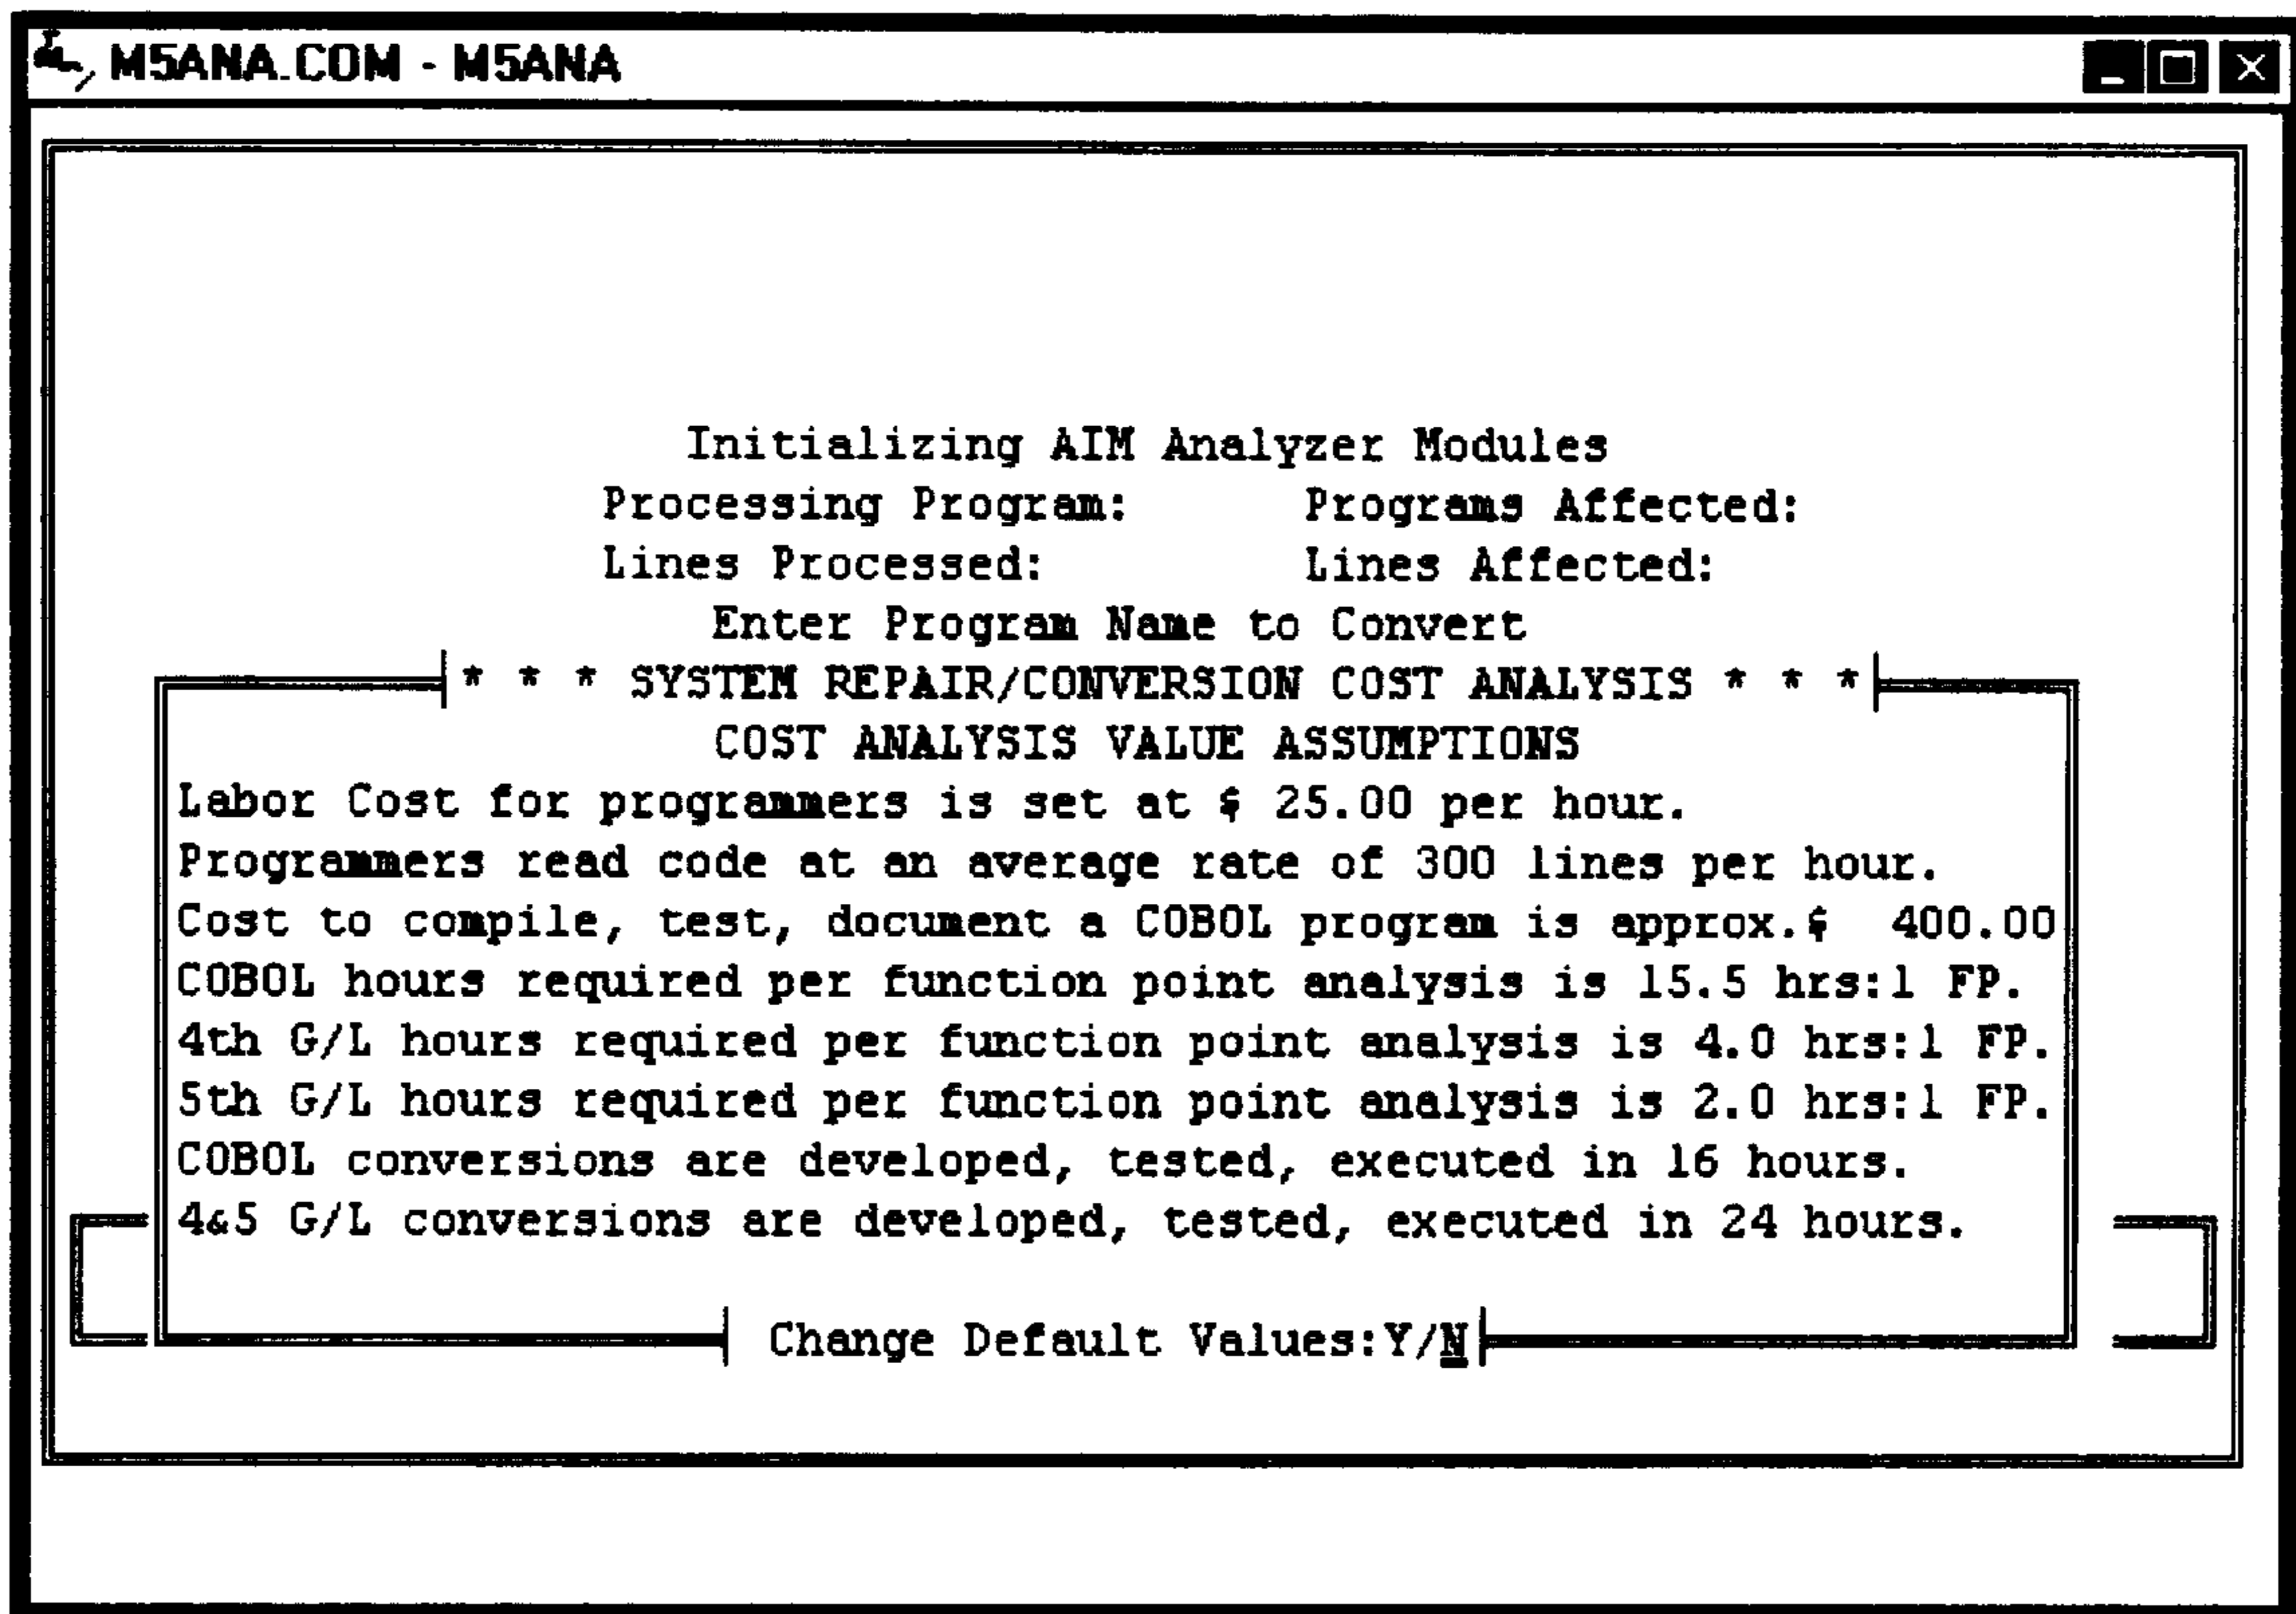 M5ANA.COM - M5ANA
Initializing AIM Analyzer Modules
Processing Program: Programs Affected:
Lines Processed: Lines Affected:
Enter Program Name to Convert
* * * SYSTEM REPAIR/CONVERSION COST ANALYSIS * * *
COST ANALYSIS VALUE ASSUMPTIONS
Labor Cost for programmers is set at $ 25.00 per hour.
Programmers read code at an average rate of 300 lines per hour.
Cost to compile, test, document a COBOL program is approx.$ 400.00
COBOL hours required per function point analysis is 15.5 hrs:1 FP.
4th G/L hours required per function point analysis is 4.0 hrs:1 FP.
5th G/L hours required per function point analysis is 2.0 hrs:1 FP.
COBOL conversions are developed, tested, executed in 16 hours.
4&5 G/L conversions are developed, tested, executed in 24 hours.
Change Default Values:Y/N